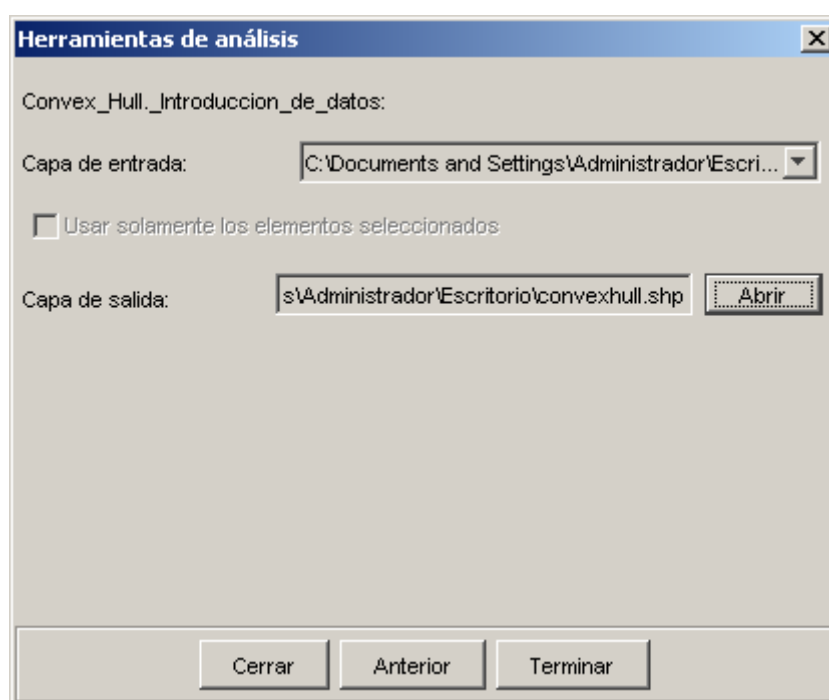 Herramientas de análisis
Convex_Hull._Introduccion_de_datos:
Capa de entrada: C:\Documents and Settings\Administrador\Escri...
Usar solamente los elementos seleccionados
Capa de salida: s\Administrador\Escritorio\convexhull.shp Abrir
Cerrar Anterior Terminar